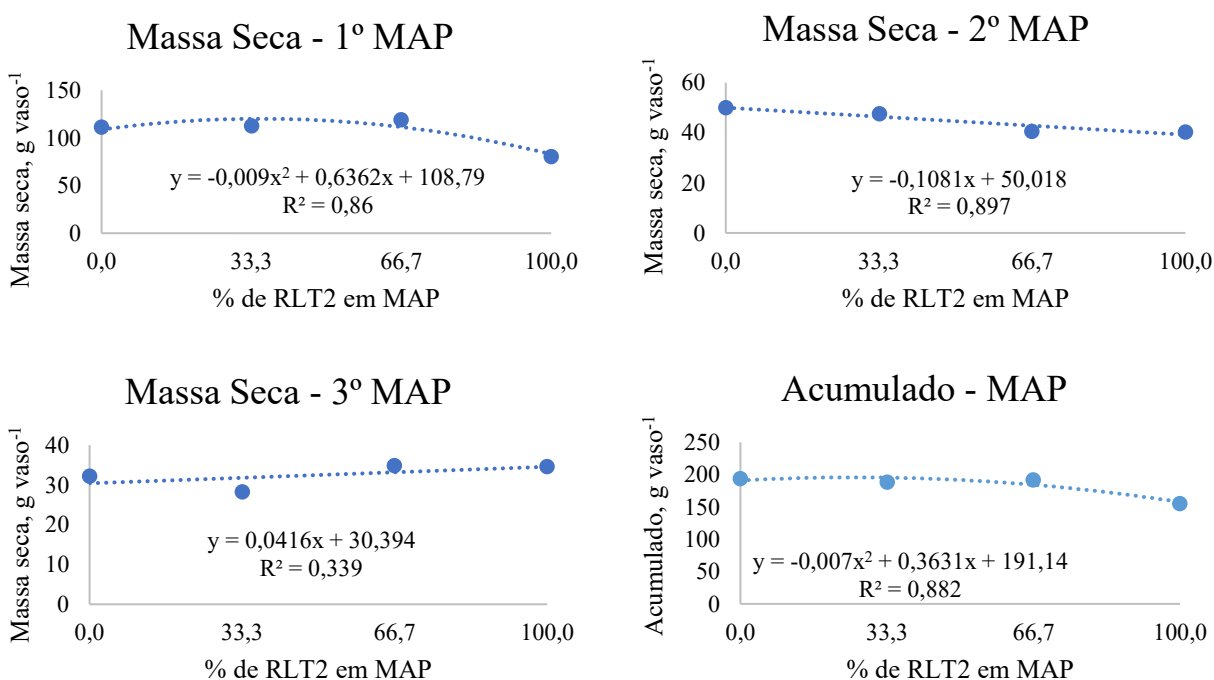 Massa Seca - 1º MAP
Massa seca, g vaso⁻¹
150
100
50
0
y = -0,009x² + 0,6362x + 108,79
R² = 0,86
0,0 33,3 66,7 100,0
% de RLT2 em MAP
Massa Seca - 2º MAP
Massa seca, g vaso⁻¹
60
40
20
0
y = -0,1081x + 50,018
R² = 0,897
0,0 33,3 66,7 100,0
% de RLT2 em MAP
Massa Seca - 3º MAP
Massa seca, g vaso⁻¹
40
30
20
10
0
y = 0,0416x + 30,394
R² = 0,339
0,0 33,3 66,7 100,0
% de RLT2 em MAP
Acumulado - MAP
Acumulado, g vaso⁻¹
250
200
150
100
50
0
y = -0,007x² + 0,3631x + 191,14
R² = 0,882
0,0 33,3 66,7 100,0
% de RLT2 em MAP